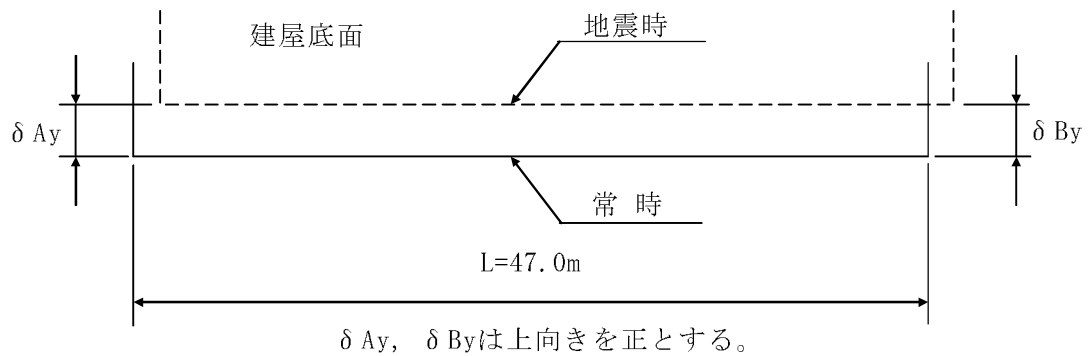 地震時
建屋底面
δAy
δBy
常 時
L=47.0m
δAy, δByは上向きを正とする。